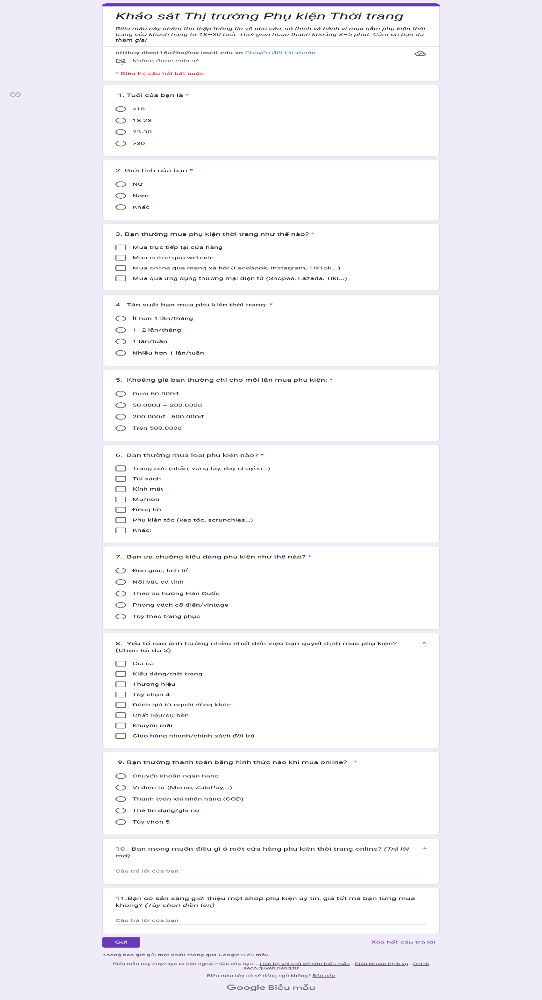 Khảo sát Thị trường Phụ kiện Thời trang
Biểu mẫu này nhằm thu thập thông tin về nhu cầu, sở thích và hành vi mua sắm phụ kiện thời
trang của khách hàng từ 18–30 tuổi. Thời gian hoàn thành khoảng 3–5 phút. Cảm ơn bạn đã
tham gia!
nttthuy.dhmt16a2hn@sv.uneti.edu.vn Chuyển đổi tài khoản
Không được chia sẻ
* Biểu thị câu hỏi bắt buộc
1. Tuổi của bạn là *
<18
18-23
23-30
>30
2. Giới tính của bạn *
Nữ
Nam
Khác
3. Bạn thường mua phụ kiện thời trang như thế nào? *
Mua trực tiếp tại cửa hàng
Mua online qua website
Mua online qua mạng xã hội (Facebook, Instagram, TikTok...)
Mua qua ứng dụng thương mại điện tử (Shopee, Lazada, Tiki...)
4. Tần suất bạn mua phụ kiện thời trang: *
Ít hơn 1 lần/tháng
1–2 lần/tháng
1 lần/tuần
Nhiều hơn 1 lần/tuần
5. Khoảng giá bạn thường chi cho mỗi lần mua phụ kiện: *
Dưới 50.000đ
50.000đ – 200.000đ
200.000đ - 500.000đ
Trên 500.000đ
6. Bạn thường mua loại phụ kiện nào? *
Trang sức (nhẫn, vòng tay, dây chuyền...)
Túi xách
Kính mát
Mũ/nón
Đồng hồ
Phụ kiện tóc (kẹp tóc, scrunchies...)
Khác: ________
7. Bạn ưa chuộng kiểu dáng phụ kiện như thế nào? *
Đơn giản, tinh tế
Nổi bật, cá tính
Theo xu hướng Hàn Quốc
Phong cách cổ điển/vintage
Tùy theo trang phục
8. Yếu tố nào ảnh hưởng nhiều nhất đến việc bạn quyết định mua phụ kiện? *
(Chọn tối đa 2)
Giá cả
Kiểu dáng/thời trang
Thương hiệu
Tùy chọn 4
Đánh giá từ người dùng khác
Chất liệu/sự bền
Khuyến mãi
Giao hàng nhanh/chính sách đổi trả
9. Bạn thường thanh toán bằng hình thức nào khi mua online? *
Chuyển khoản ngân hàng
Ví điện tử (Momo, ZaloPay,...)
Thanh toán khi nhận hàng (COD)
Thẻ tín dụng/ghi nợ
Tùy chọn 5
10. Bạn mong muốn điều gì ở một cửa hàng phụ kiện thời trang online? (Trả lời *
mở)
Câu trả lời của bạn
11.Bạn có sẵn sàng giới thiệu một shop phụ kiện uy tín, giá tốt mà bạn từng mua
không? (Tùy chọn điền tên)
Câu trả lời của bạn
Gửi
Xóa hết câu trả lời
Không bao giờ gửi mật khẩu thông qua Google Biểu mẫu.
Biểu mẫu này được tạo ra bên ngoài miền của bạn. - Liên hệ với chủ sở hữu biểu mẫu - Điều khoản Dịch vụ - Chính
sách quyền riêng tư
Biểu mẫu này có vẻ đáng ngờ không? Báo cáo
Google Biểu mẫu